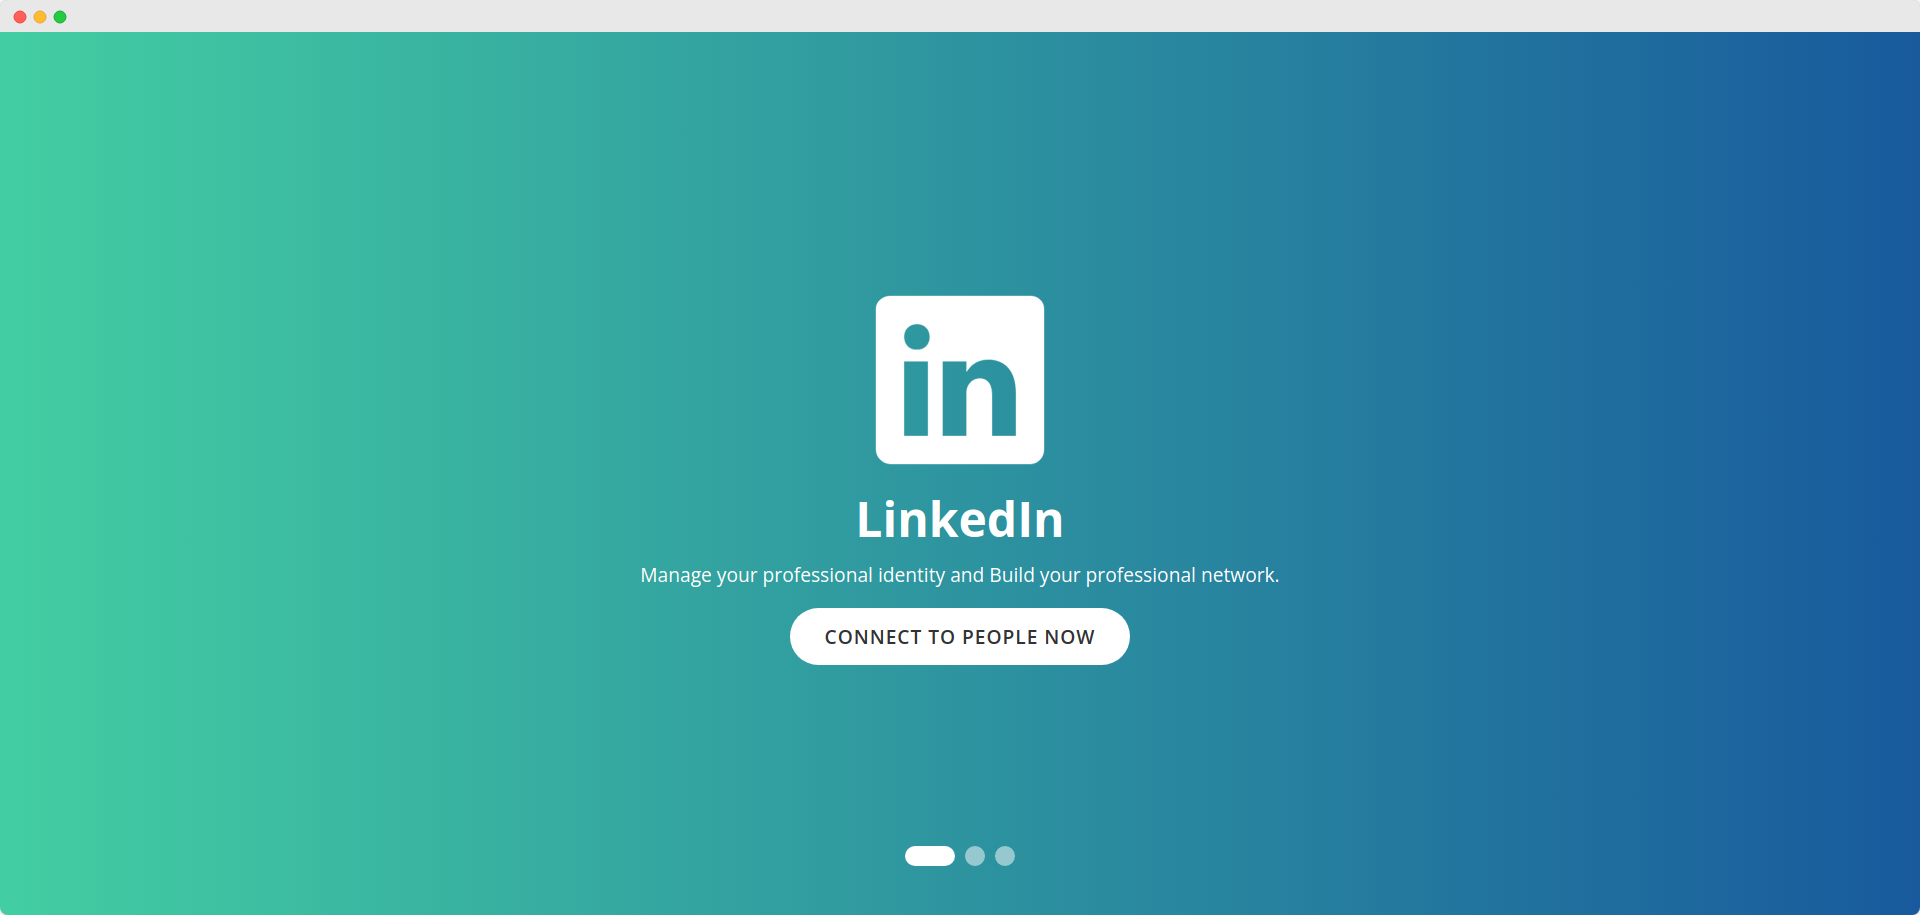 in
LinkedIn
Manage your professional identity and Build your professional network.
CONNECT TO PEOPLE NOW